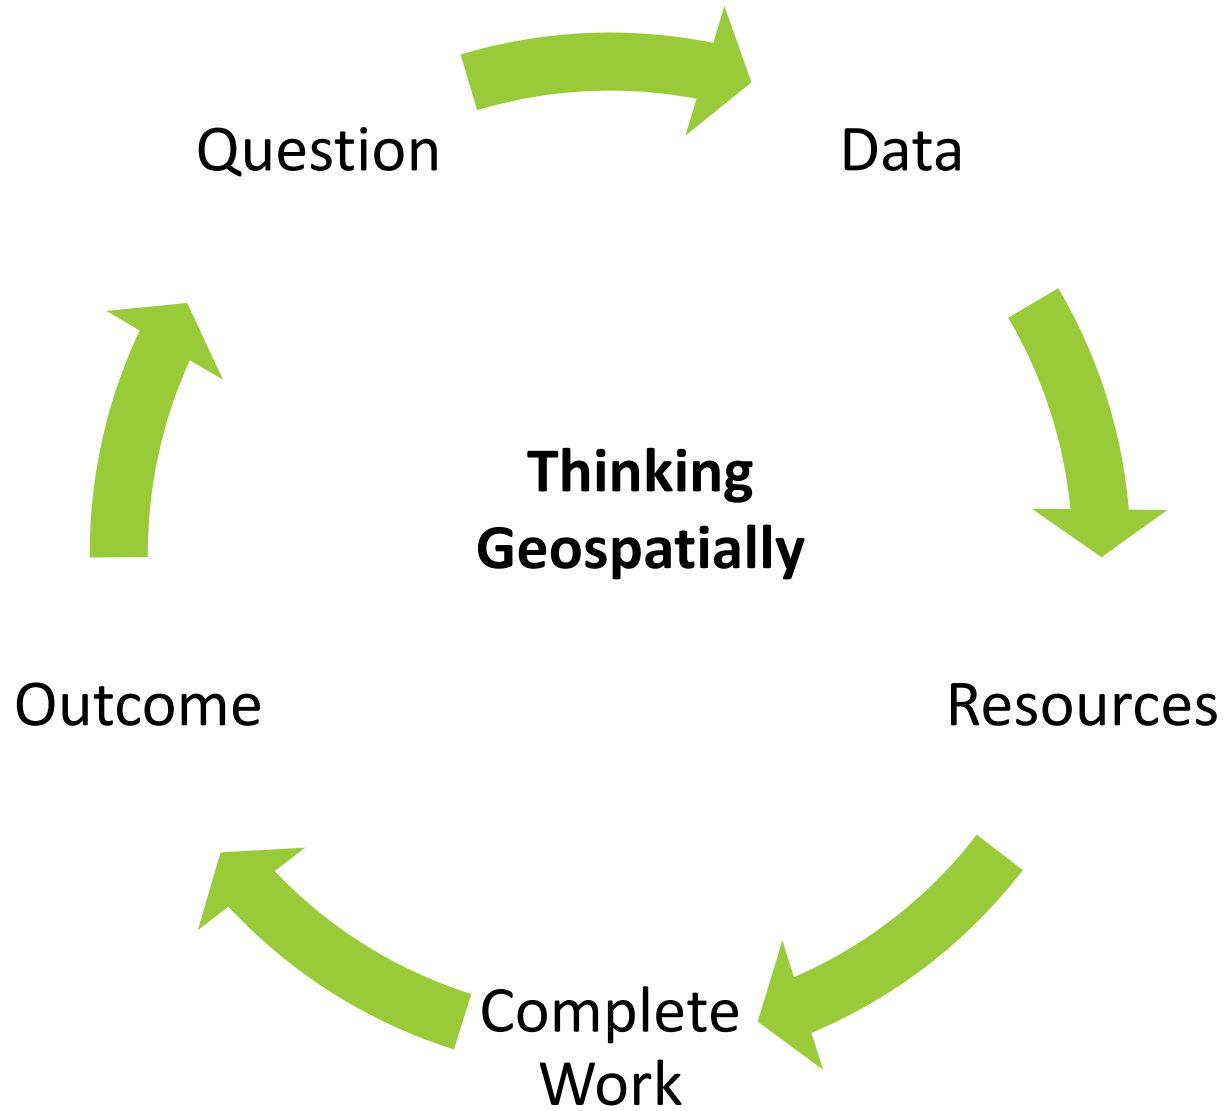 Question
Data
Thinking
Geospatially
Outcome
Resources
Complete
Work